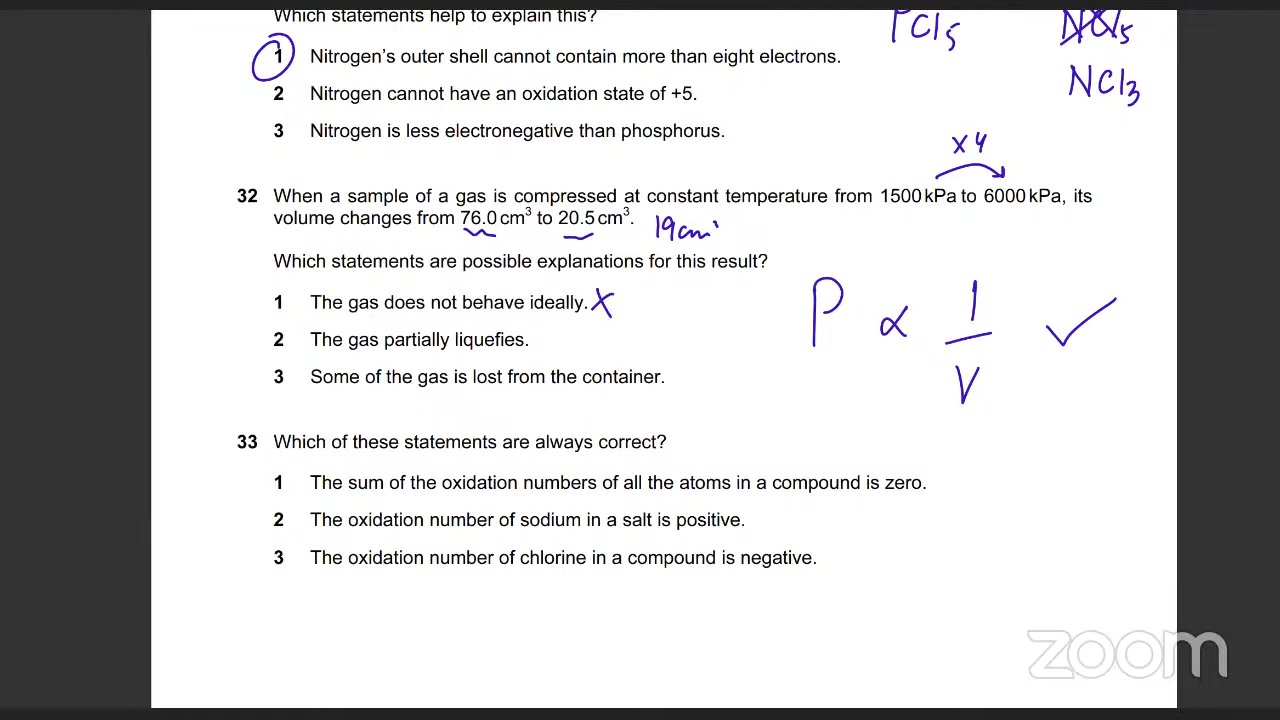 Which statements help to explain this?
PCl5 NCl5
1 Nitrogen's outer shell cannot contain more than eight electrons.
NCl3
2 Nitrogen cannot have an oxidation state of +5.
3 Nitrogen is less electronegative than phosphorus.
x4
32 When a sample of a gas is compressed at constant temperature from 1500 kPa to 6000 kPa, its
volume changes from 76.0 cm³ to 20.5 cm³. 19cm³
Which statements are possible explanations for this result?
1 The gas does not behave ideally. x
P ∝ 1/V ✓
2 The gas partially liquefies.
3 Some of the gas is lost from the container.
33 Which of these statements are always correct?
1 The sum of the oxidation numbers of all the atoms in a compound is zero.
2 The oxidation number of sodium in a salt is positive.
3 The oxidation number of chlorine in a compound is negative.
zoom